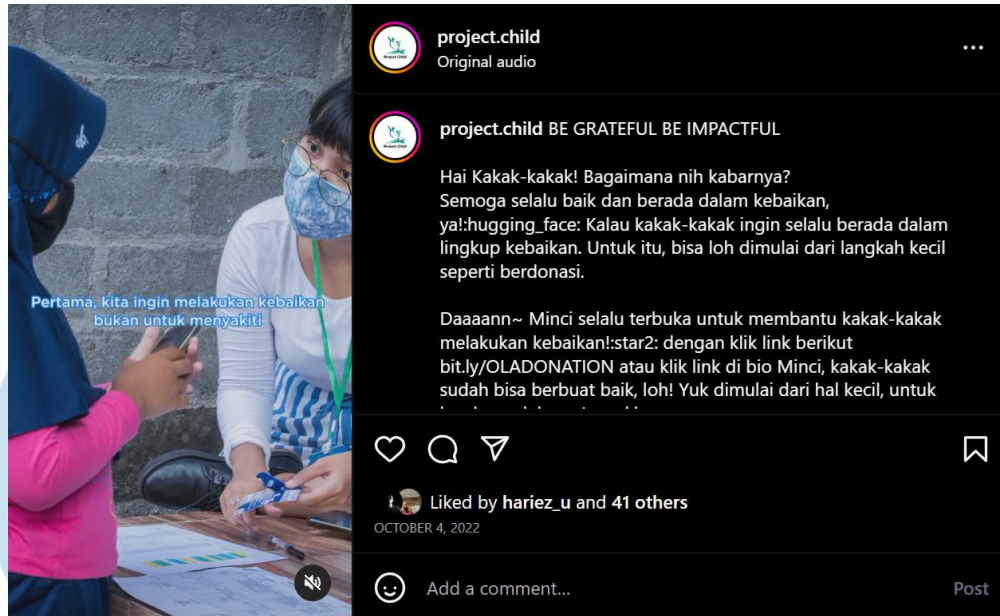 project.child
Original audio
project.child BE GRATEFUL BE IMPACTFUL
Hai Kakak-kakak! Bagaimana nih kabarnya?
Semoga selalu baik dan berada dalam kebaikan,
ya!:hugging_face: Kalau kakak-kakak ingin selalu berada dalam
lingkup kebaikan. Untuk itu, bisa loh dimulai dari langkah kecil
seperti berdonasi.
Daaaann~ Minci selalu terbuka untuk membantu kakak-kakak
melakukan kebaikan!:star2: dengan klik link berikut
bit.ly/OLADONATION atau klik link di bio Minci, kakak-kakak
sudah bisa berbuat baik, loh! Yuk dimulai dari hal kecil, untuk
Pertama, kita ingin melakukan kebaikan
bukan untuk menyakiti
Liked by hariez_u and 41 others
OCTOBER 4, 2022
Add a comment...
Post